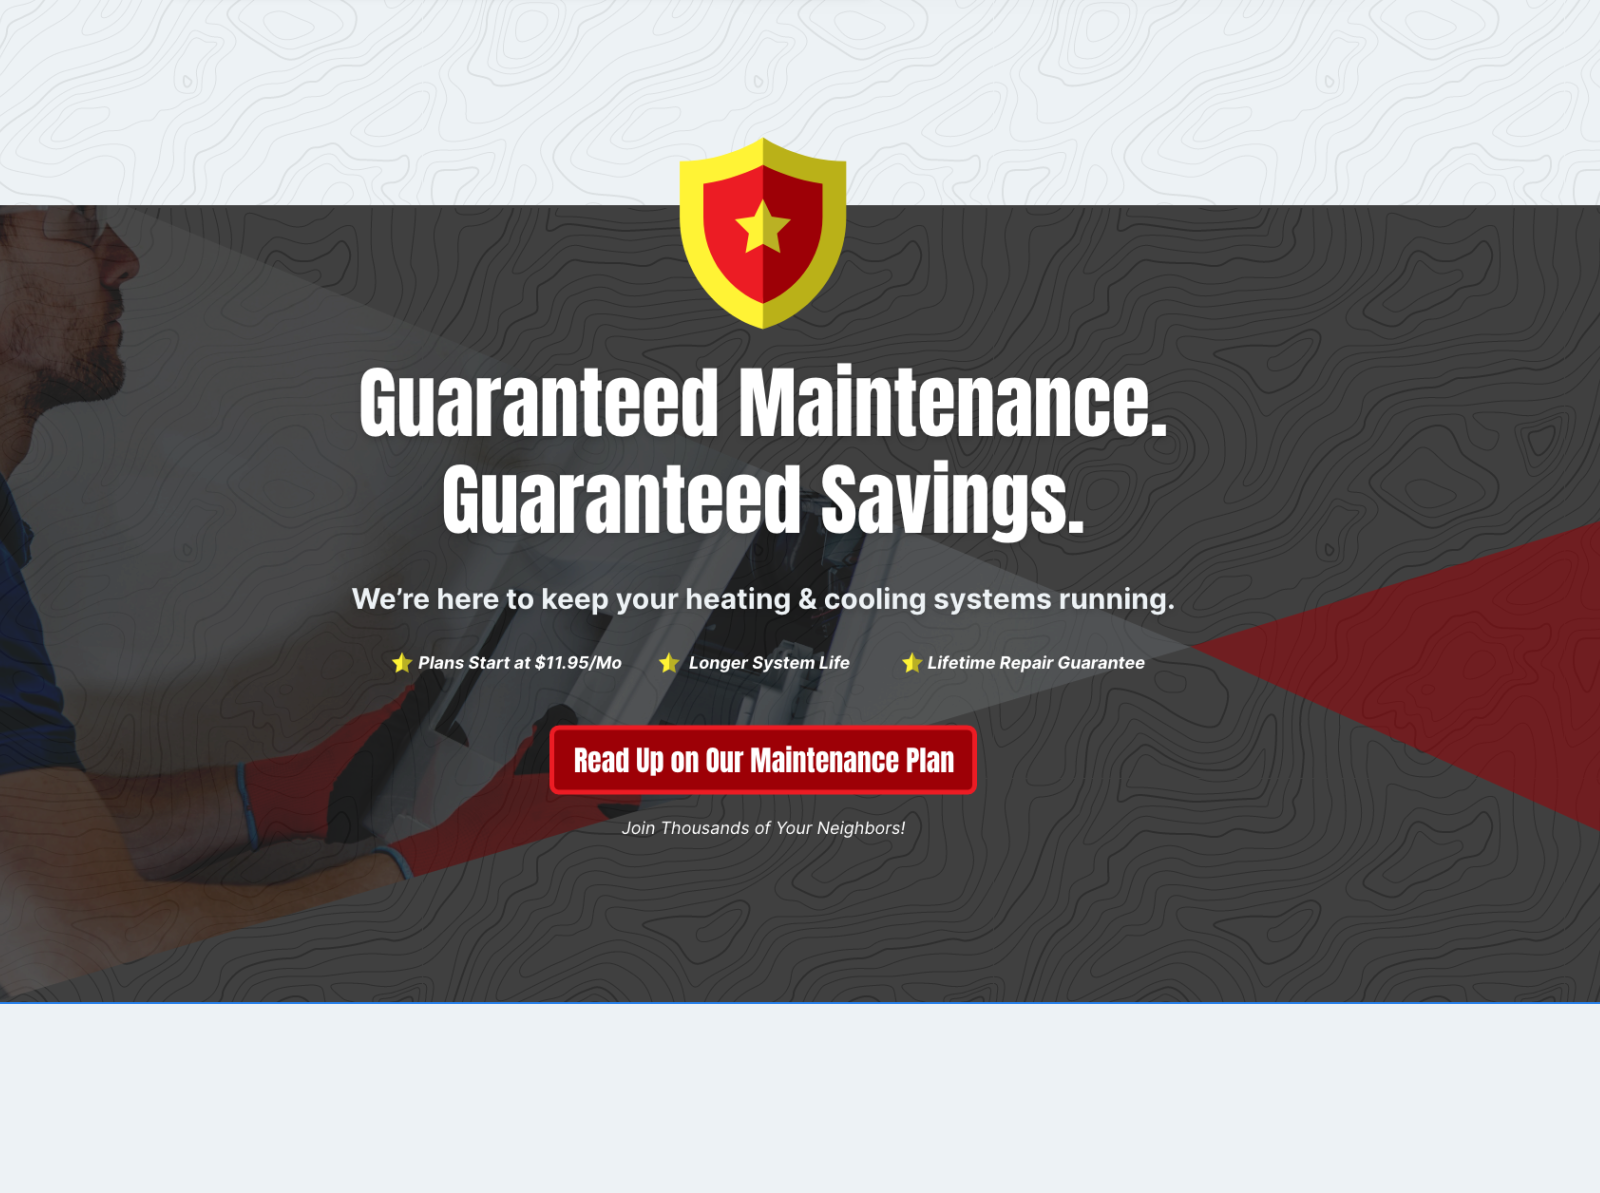 Guaranteed Maintenance.
Guaranteed Savings.
We’re here to keep your heating & cooling systems running.
Plans Start at $11.95/Mo Longer System Life Lifetime Repair Guarantee
Read Up on Our Maintenance Plan
Join Thousands of Your Neighbors!